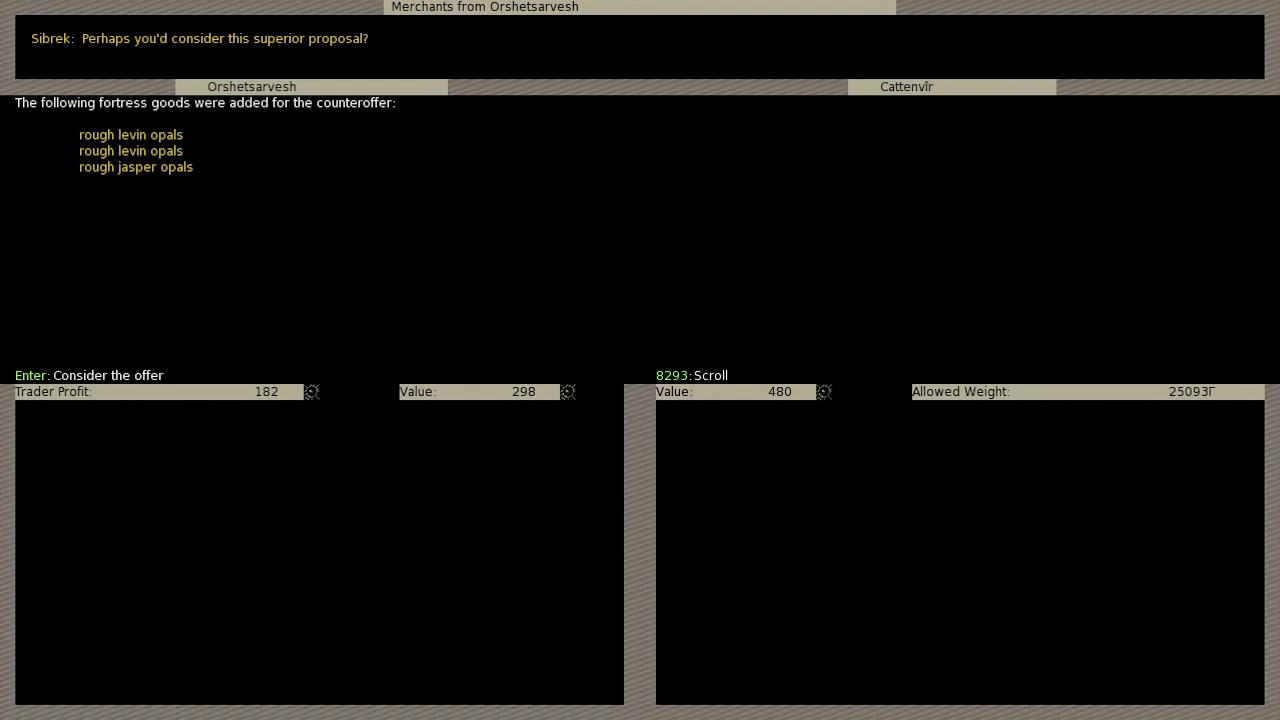 Merchants from Orshetsarvesh
Sibrek: Perhaps you'd consider this superior proposal?
Orshetsarvesh Cattenvîr
The following fortress goods were added for the counteroffer:
rough levin opals
rough levin opals
rough jasper opals
Enter: Consider the offer 8293: Scroll
Trader Profit: 182☼ Value: 298☼ Value: 480☼ Allowed Weight: 25093Γ